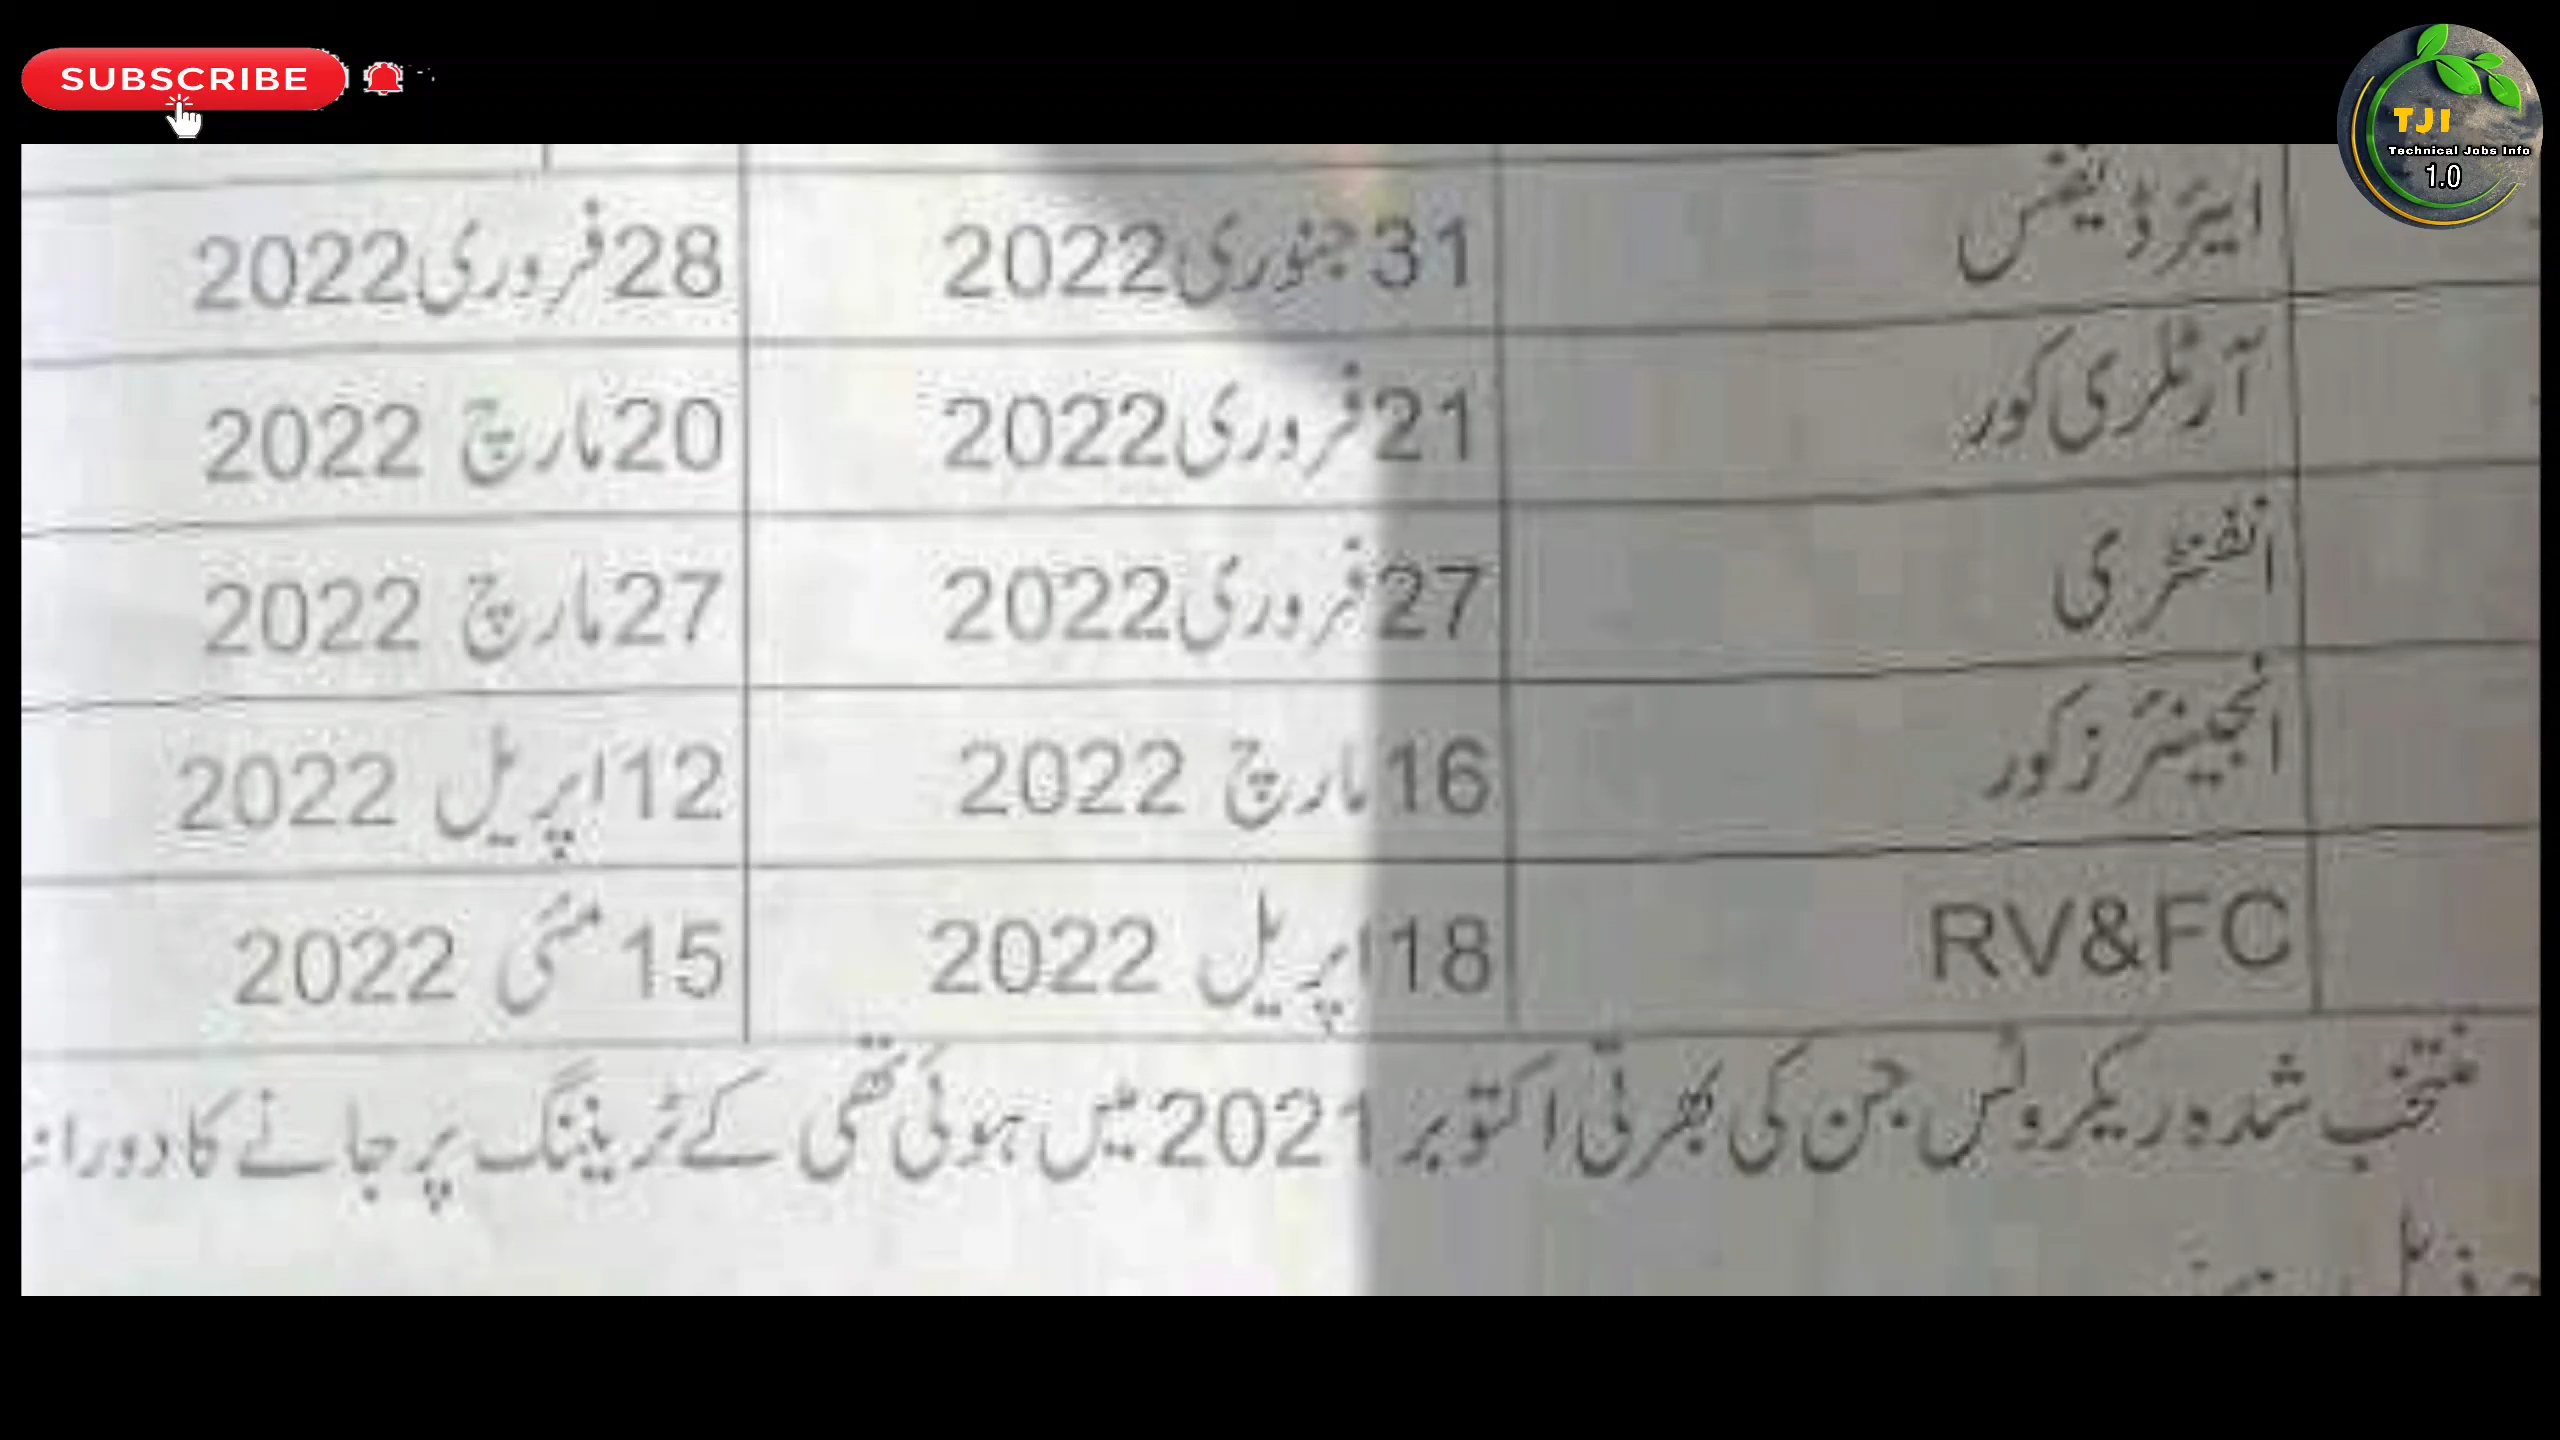 SUBSCRIBE
TJI
Technical Jobs Info
1.0
ایئر ڈیفنس 31 جنوری 2022 28 فروری 2022
آرٹلری کور 21 فروری 2022 20 مارچ 2022
انفنٹری 27 فروری 2022 27 مارچ 2022
انجینئرز کور 16 مارچ 2022 12 اپریل 2022
RV&FC 18 اپریل 2022 15 مئی 2022
منتخب شدہ ریکروٹس جن کی بھرتی اکتوبر 2021 میں ہوئی تھی کے ٹریننگ پر جانے کا دورانہ